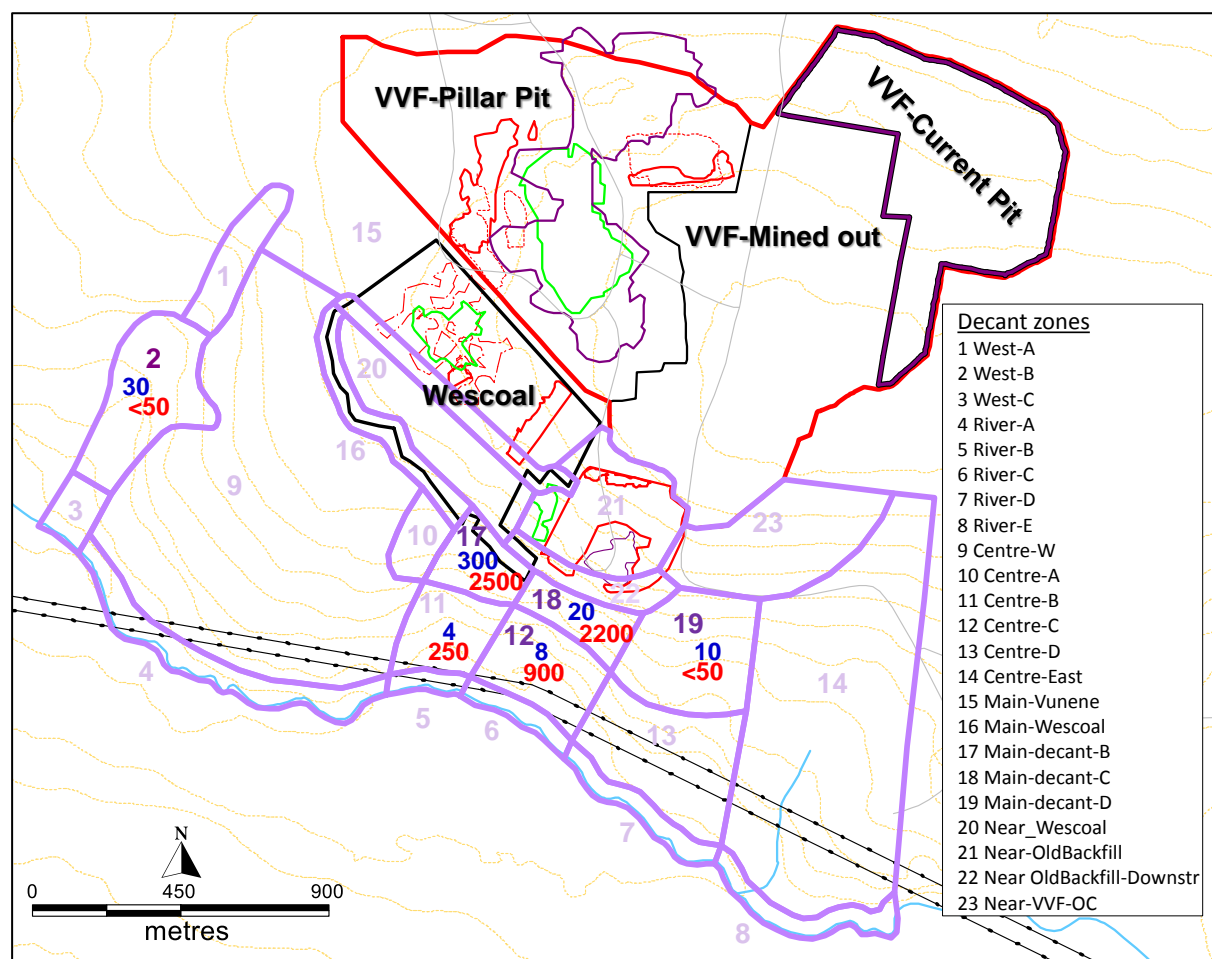 VVF-Pillar Pit
VVF-Current Pit
VVF-Mined out
15
1
2
30
<50
20
Wescoal
16
9
3
21
23
10
17
300
2500
22
18
20
2200
11
4
250
12
8
900
19
10
<50
14
4
5
6
13
7
8
Decant zones
1 West-A
2 West-B
3 West-C
4 River-A
5 River-B
6 River-C
7 River-D
8 River-E
9 Centre-W
10 Centre-A
11 Centre-B
12 Centre-C
13 Centre-D
14 Centre-East
15 Main-Vunene
16 Main-Wescoal
17 Main-decant-B
18 Main-decant-C
19 Main-decant-D
20 Near_Wescoal
21 Near-OldBackfill
22 Near OldBackfill-Downstr
23 Near-VVF-OC
N
0 450 900
metres